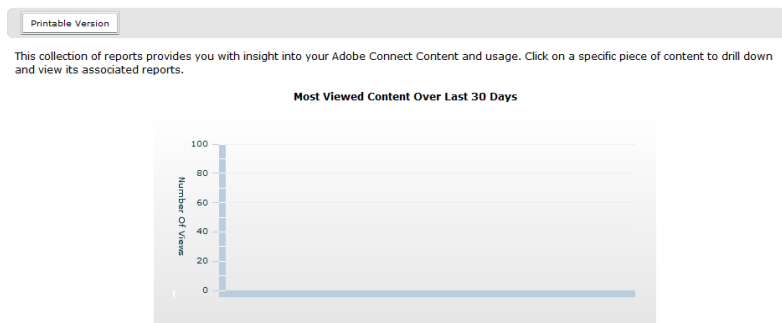 Printable Version
This collection of reports provides you with insight into your Adobe Connect Content and usage. Click on a specific piece of content to drill down
and view its associated reports.
Most Viewed Content Over Last 30 Days
Number Of Views
100
80
60
40
20
0